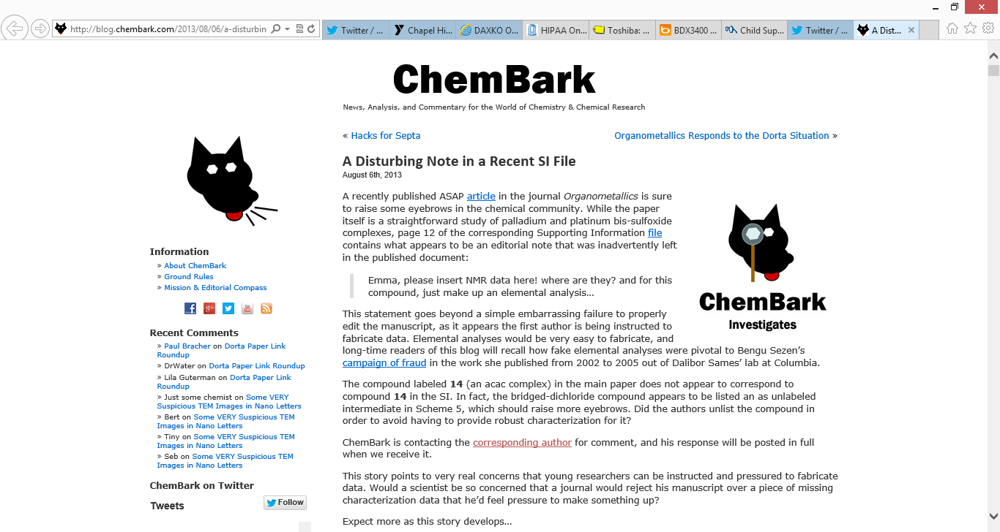 http://blog.chembark.com/2013/08/06/a-disturbin
Twitter / ...
Chapel Hi...
DAXKO O...
HIPAA On...
Toshiba: ...
BDX3400 ...
Child Sup...
Twitter / ...
A Dist...
ChemBark
News, Analysis, and Commentary for the World of Chemistry & Chemical Research
« Hacks for Septa
Organometallics Responds to the Dorta Situation »
A Disturbing Note in a Recent SI File
August 6th, 2013
A recently published ASAP article in the journal Organometallics is sure
to raise some eyebrows in the chemical community. While the paper
itself is a straightforward study of palladium and platinum bis-sulfoxide
complexes, page 12 of the corresponding Supporting Information file
contains what appears to be an editorial note that was inadvertently left
in the published document:
Emma, please insert NMR data here! where are they? and for this
compound, just make up an elemental analysis...
This statement goes beyond a simple embarrassing failure to properly
edit the manuscript, as it appears the first author is being instructed to
fabricate data. Elemental analyses would be very easy to fabricate, and
long-time readers of this blog will recall how fake elemental analyses were pivotal to Bengu Sezen's
campaign of fraud in the work she published from 2002 to 2005 out of Dalibor Sames' lab at Columbia.
The compound labeled 14 (an acac complex) in the main paper does not appear to correspond to
compound 14 in the SI. In fact, the bridged-dichloride compound appears to be listed an as unlabeled
intermediate in Scheme 5, which should raise more eyebrows. Did the authors unlist the compound in
order to avoid having to provide robust characterization for it?
ChemBark is contacting the corresponding author for comment, and his response will be posted in full
when we receive it.
This story points to very real concerns that young researchers can be instructed and pressured to fabricate
data. Would a scientist be so concerned that a journal would reject his manuscript over a piece of missing
characterization data that he'd feel pressure to make something up?
Expect more as this story develops...
ChemBark
Investigates
Information
» About ChemBark
» Ground Rules
» Mission & Editorial Compass
Recent Comments
» Paul Bracher on Dorta Paper Link
Roundup
» DrWater on Dorta Paper Link Roundup
» Lila Guterman on Dorta Paper Link
Roundup
» Just some chemist on Some VERY
Suspicious TEM Images in Nano Letters
» Bert on Some VERY Suspicious TEM
Images in Nano Letters
» Tiny on Some VERY Suspicious TEM
Images in Nano Letters
» Seb on Some VERY Suspicious TEM
Images in Nano Letters
ChemBark on Twitter
Tweets
Follow